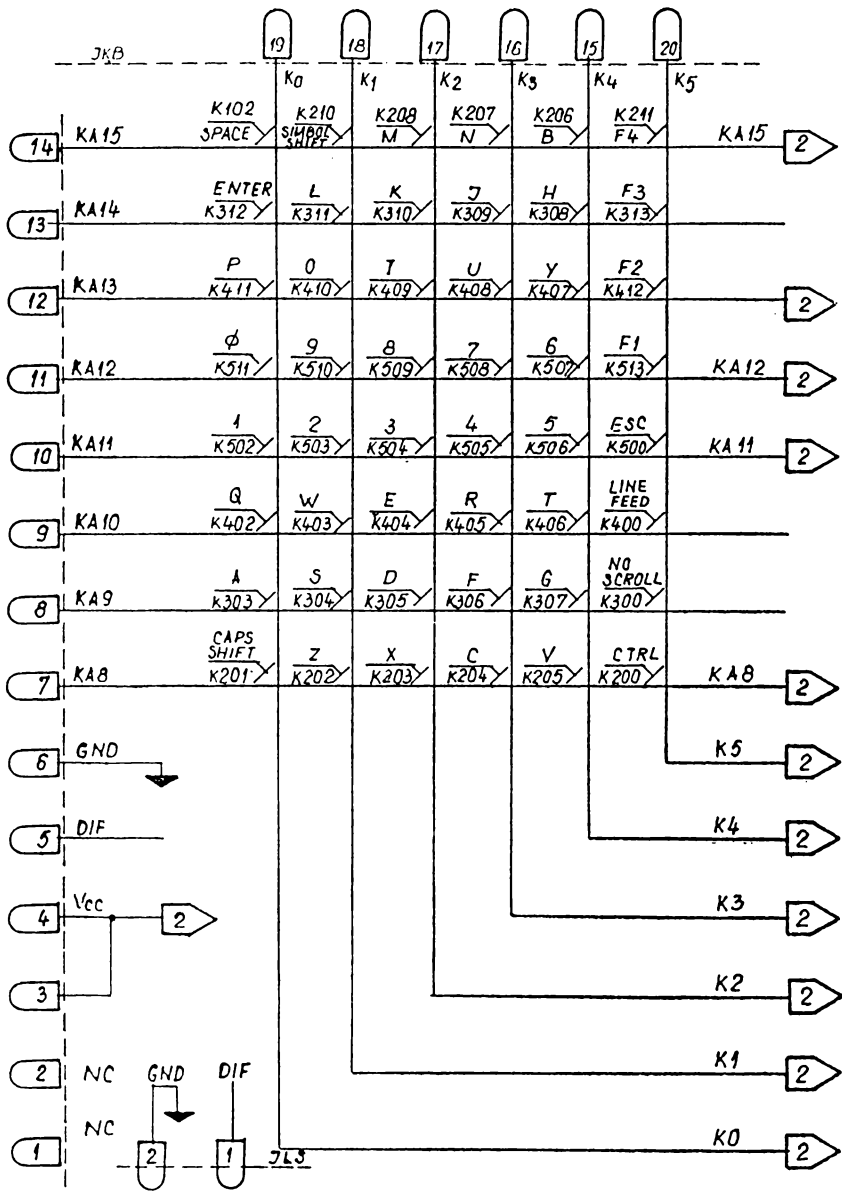 19 18 17 16 15 20
JKB
K0 K1 K2 K3 K4 K5
K102 K210 K208 K207 K206 K211
14 KA15 SPACE SIMBOL SHIFT M N B F4 KA15 2
ENTER L K J H F3
13 KA14 K312 K311 K310 K309 K308 K313
P O I U Y F2
12 KA13 K411 K410 K409 K408 K407 K412 2
Ø 9 8 7 6 F1
11 KA12 K511 K510 K509 K508 K507 K513 KA12 2
1 2 3 4 5 ESC
10 KA11 K502 K503 K504 K505 K506 K500 KA11 2
Q W E R T LINE FEED
9 KA10 K402 K403 K404 K405 K406 K400
A S D F G NO SCROLL
8 KA9 K303 K304 K305 K306 K307 K300
CAPS SHIFT Z X C V CTRL
7 KA8 K201 K202 K203 K204 K205 K200 KA8 2
6 GND K5 2
5 DIF K4 2
4 Vcc 2 K3 2
3 K2 2
2 NC GND DIF K1 2
1 NC K0 2
2 1 JLS